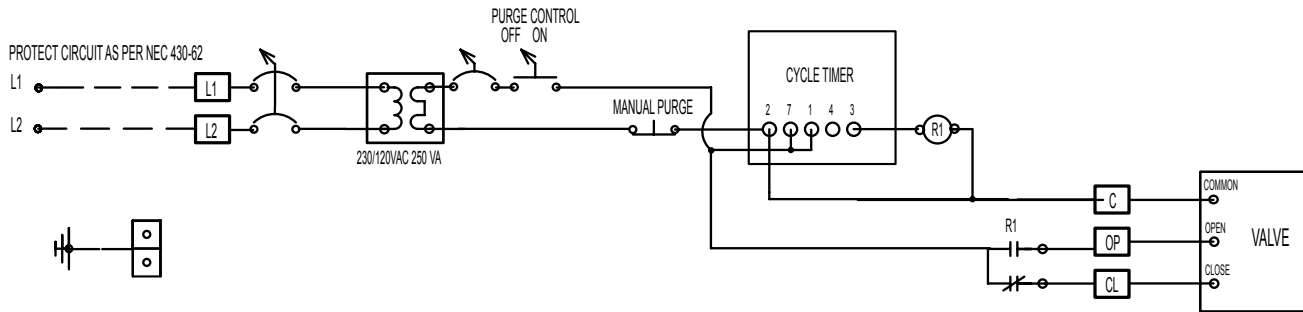 PURGE CONTROL
OFF ON
PROTECT CIRCUIT AS PER NEC 430-62
L1
L1
L2
L2
230/120VAC 250 VA
MANUAL PURGE
CYCLE TIMER
2 7 1 4 3
R1
C
COMMON
R1
OP
OPEN
VALVE
CL
CLOSE